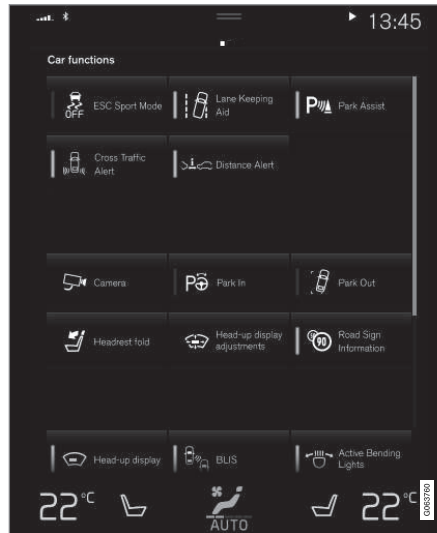 13:45
Car functions
OFF
ESC Sport Mode
Lane Keeping
Aid
P
Park Assist
Cross Traffic
Alert
Distance Alert
Camera
P
Park In
Park Out
Headrest fold
Head-up display
adjustments
90
Road Sign
Information
Head-up display
BLIS
Active Bending
Lights
22°C
AUTO
22°C
G063760